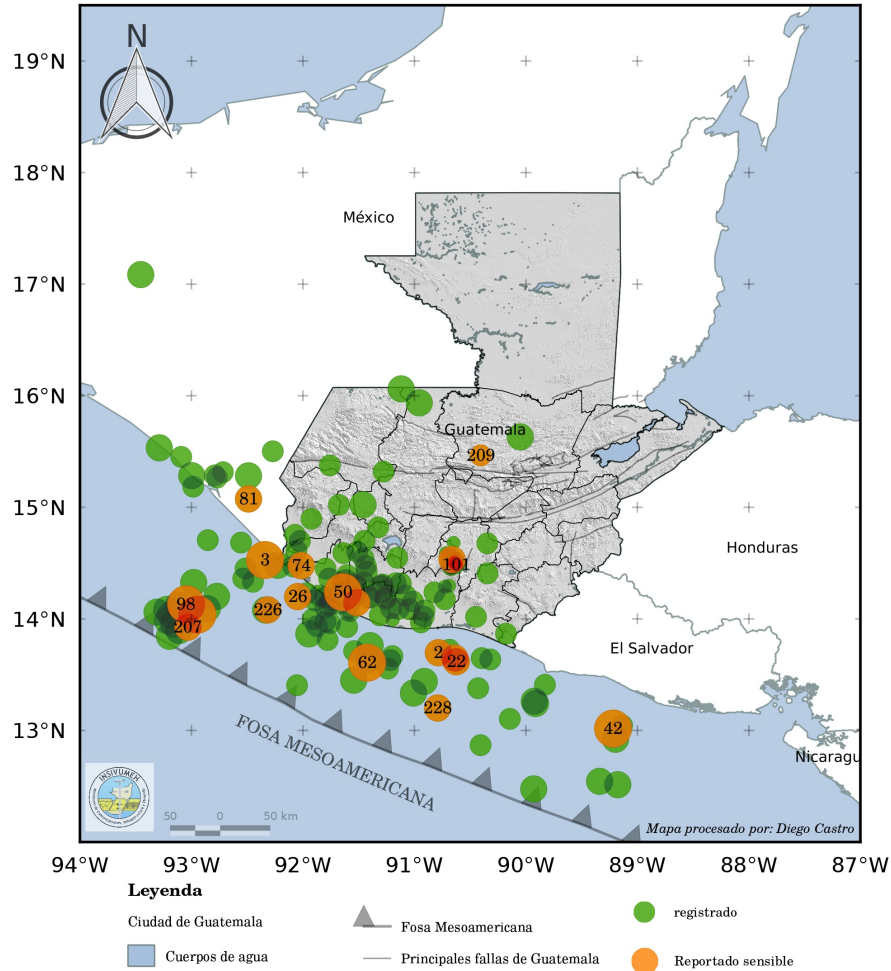 N
19°N
18°N
México
17°N
16°N
Guatemala
209
15°N
81
Honduras
3
74
101
26
50
14°N
98
226
207
El Salvador
2
22
62
228
42
13°N
FOSA MESOAMERICANA
Nicaragu
INSIVUMEH
50 0 50 km
Mapa procesado por: Diego Castro
94°W 93°W 92°W 91°W 90°W 89°W 88°W 87°W
Leyenda
Ciudad de Guatemala
Fosa Mesoamericana
registrado
Cuerpos de agua
Principales fallas de Guatemala
Reportado sensible